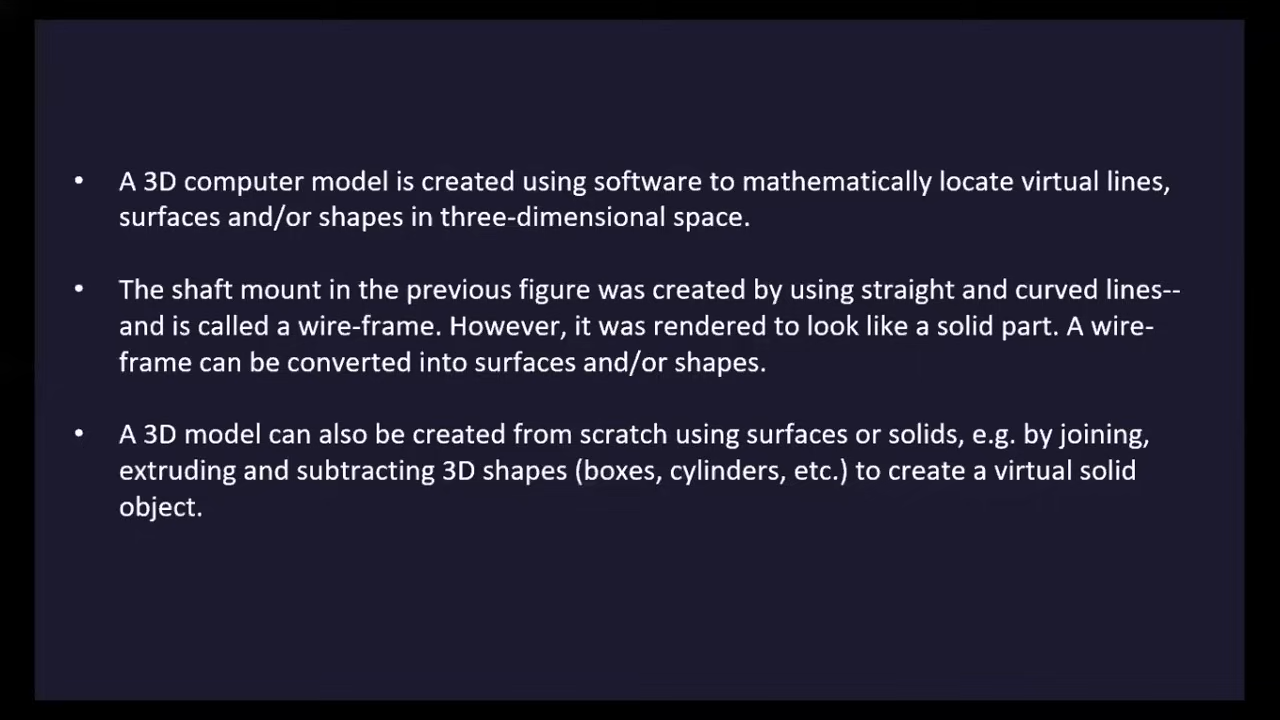 • A 3D computer model is created using software to mathematically locate virtual lines,
surfaces and/or shapes in three-dimensional space.
• The shaft mount in the previous figure was created by using straight and curved lines--
and is called a wire-frame. However, it was rendered to look like a solid part. A wire-
frame can be converted into surfaces and/or shapes.
• A 3D model can also be created from scratch using surfaces or solids, e.g. by joining,
extruding and subtracting 3D shapes (boxes, cylinders, etc.) to create a virtual solid
object.